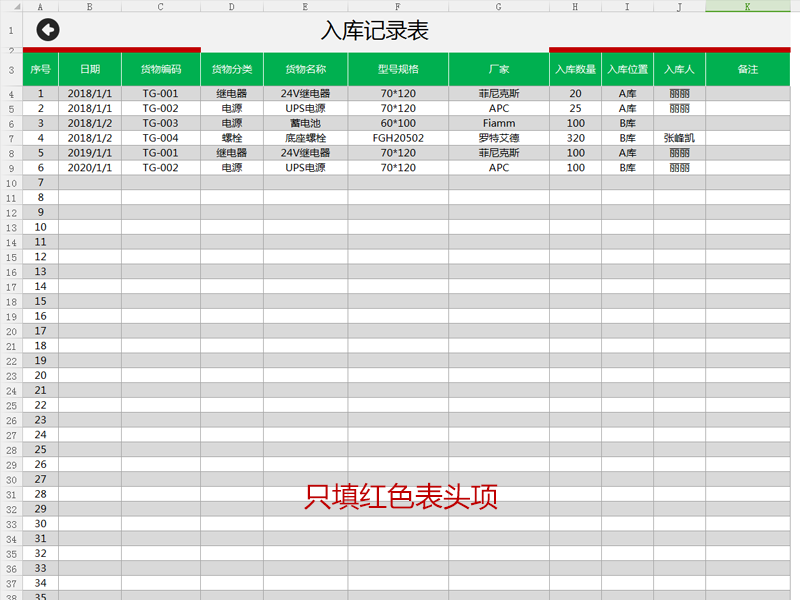 A B C D E F G H I J K
1 入库记录表
2
3 序号 日期 货物编码 货物分类 货物名称 型号规格 厂家 入库数量 入库位置 入库人 备注
4 1 2018/1/1 TG-001 继电器 24V继电器 70*120 菲尼克斯 20 A库 丽丽
5 2 2018/1/1 TG-002 电源 UPS电源 70*120 APC 25 A库 丽丽
6 3 2018/1/2 TG-003 电源 蓄电池 60*100 Fiamm 100 B库
7 4 2018/1/2 TG-004 螺栓 底座螺栓 FGH20502 罗特艾德 320 B库 张峰凯
8 5 2019/1/1 TG-001 继电器 24V继电器 70*120 菲尼克斯 100 A库 丽丽
9 6 2020/1/1 TG-002 电源 UPS电源 70*120 APC 100 B库 丽丽
10 7
11 8
12 9
13 10
14 11
15 12
16 13
17 14
18 15
19 16
20 17
21 18
22 19
23 20
24 21
25 22
26 23
27 24
28 25
29 26
30 27
31 28 只填红色表头项
32 29
33 30
34 31
35 32
36 33
37 34
38 35